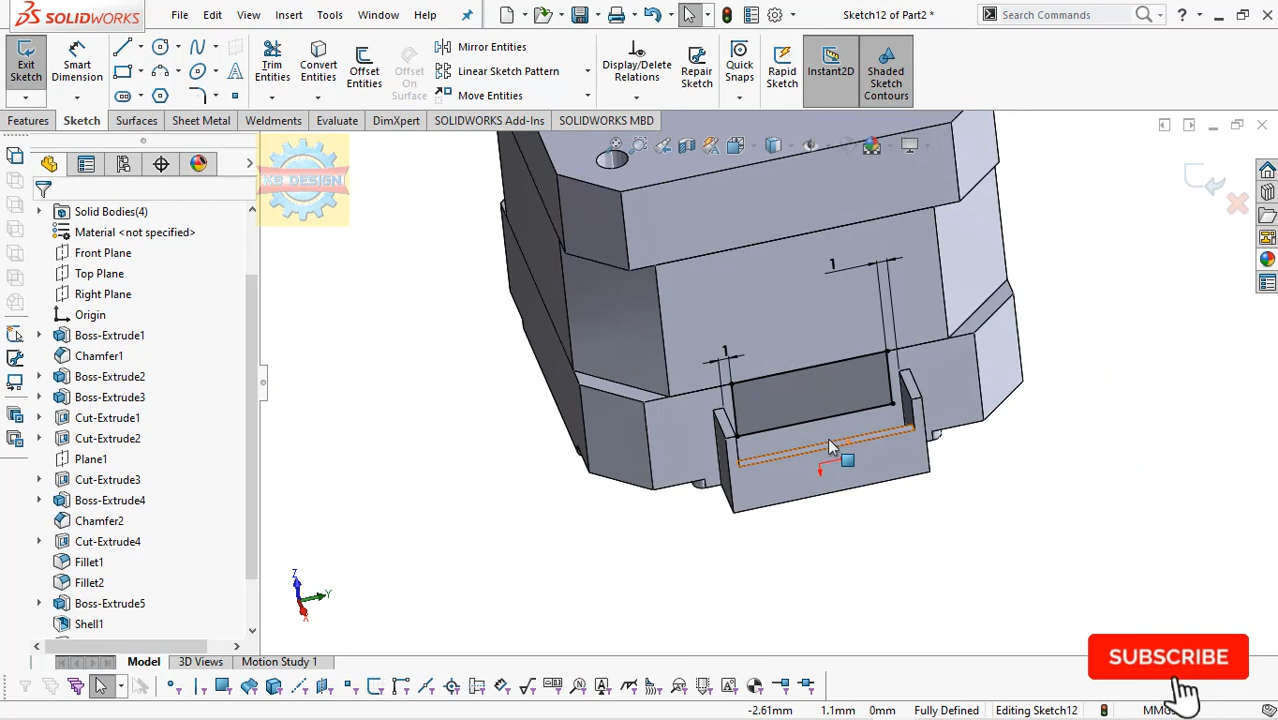 SOLIDWORKS
File
Edit
View
Insert
Tools
Window
Help
Sketch12 of Part2 *
Search Commands
?
Exit
Sketch
Smart
Dimension
Trim
Entities
Convert
Entities
Offset
Entities
Offset
On
Surface
Mirror Entities
Linear Sketch Pattern
Move Entities
Display/Delete
Relations
Repair
Sketch
Quick
Snaps
Rapid
Sketch
Instant2D
Shaded
Sketch
Contours
Features
Sketch
Surfaces
Sheet Metal
Weldments
Evaluate
DimXpert
SOLIDWORKS Add-Ins
SOLIDWORKS MBD
Solid Bodies(4)
Material <not specified>
Front Plane
Top Plane
Right Plane
Origin
Boss-Extrude1
Chamfer1
Boss-Extrude2
Boss-Extrude3
Cut-Extrude1
Cut-Extrude2
Plane1
Cut-Extrude3
Boss-Extrude4
Chamfer2
Cut-Extrude4
Fillet1
Fillet2
Boss-Extrude5
Shell1
1
1
Z
Y
X
SUBSCRIBE
Model
3D Views
Motion Study 1
-2.61mm
1.1mm
0mm
Fully Defined
Editing Sketch12